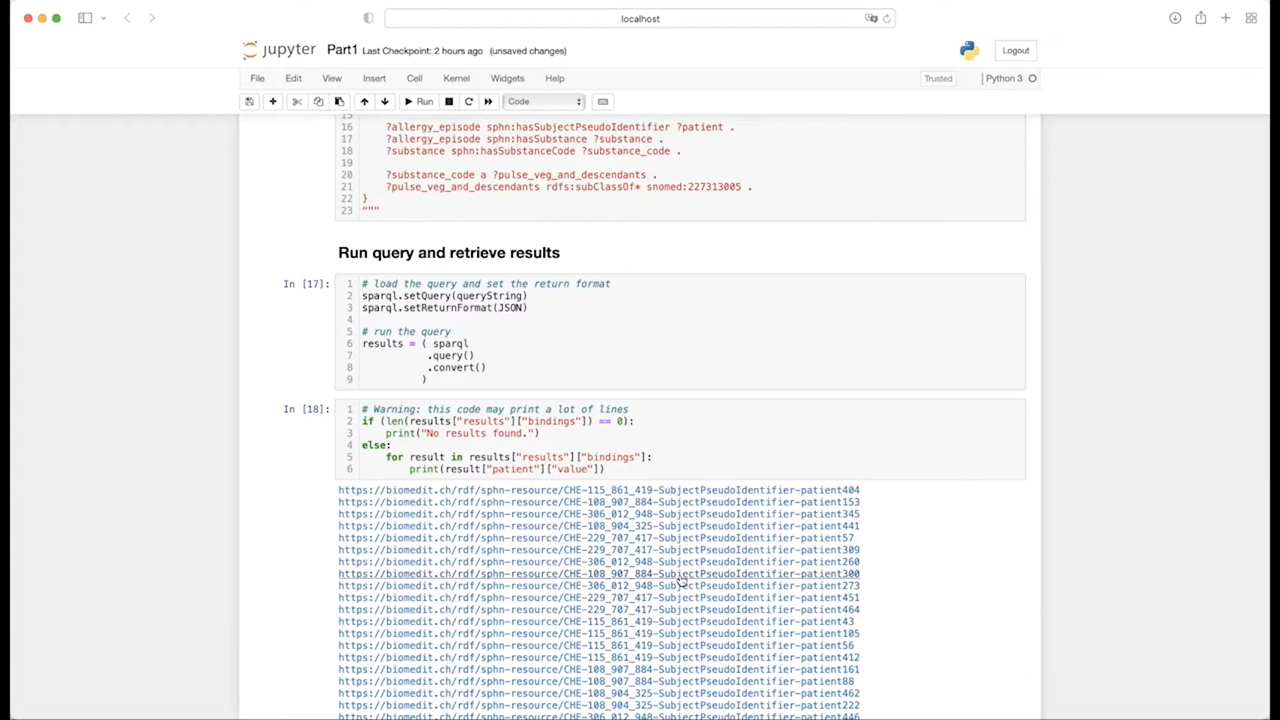 localhost
jupyter Part1 Last Checkpoint: 2 hours ago (unsaved changes)
Logout
File Edit View Insert Cell Kernel Widgets Help
Trusted
Python 3
Run
Code
15
16 ?allergy_episode sphn:hasSubjectPseudoIdentifier ?patient .
17 ?allergy_episode sphn:hasSubstance ?substance .
18 ?substance sphn:hasSubstanceCode ?substance_code .
19
20 ?substance_code a ?pulse_veg_and_descendants .
21 ?pulse_veg_and_descendants rdfs:subClassOf* snomed:227313005 .
22 }
23 """
Run query and retrieve results
In [17]:
1 # load the query and set the return format
2 sparql.setQuery(queryString)
3 sparql.setReturnFormat(JSON)
4
5 # run the query
6 results = ( sparql
7 .query()
8 .convert()
9 )
In [18]:
1 # Warning: this code may print a lot of lines
2 if (len(results["results"]["bindings"]) == 0):
3 print("No results found.")
4 else:
5 for result in results["results"]["bindings"]:
6 print(result["patient"]["value"])
https://biomedit.ch/rdf/sphn-resource/CHE-115_861_419-SubjectPseudoIdentifier-patient404
https://biomedit.ch/rdf/sphn-resource/CHE-108_907_884-SubjectPseudoIdentifier-patient153
https://biomedit.ch/rdf/sphn-resource/CHE-306_012_948-SubjectPseudoIdentifier-patient345
https://biomedit.ch/rdf/sphn-resource/CHE-108_904_325-SubjectPseudoIdentifier-patient441
https://biomedit.ch/rdf/sphn-resource/CHE-229_707_417-SubjectPseudoIdentifier-patient57
https://biomedit.ch/rdf/sphn-resource/CHE-229_707_417-SubjectPseudoIdentifier-patient309
https://biomedit.ch/rdf/sphn-resource/CHE-306_012_948-SubjectPseudoIdentifier-patient260
https://biomedit.ch/rdf/sphn-resource/CHE-108_907_884-SubjectPseudoIdentifier-patient300
https://biomedit.ch/rdf/sphn-resource/CHE-306_012_948-SubjectPseudoIdentifier-patient273
https://biomedit.ch/rdf/sphn-resource/CHE-229_707_417-SubjectPseudoIdentifier-patient451
https://biomedit.ch/rdf/sphn-resource/CHE-229_707_417-SubjectPseudoIdentifier-patient464
https://biomedit.ch/rdf/sphn-resource/CHE-115_861_419-SubjectPseudoIdentifier-patient43
https://biomedit.ch/rdf/sphn-resource/CHE-115_861_419-SubjectPseudoIdentifier-patient105
https://biomedit.ch/rdf/sphn-resource/CHE-229_707_417-SubjectPseudoIdentifier-patient56
https://biomedit.ch/rdf/sphn-resource/CHE-115_861_419-SubjectPseudoIdentifier-patient412
https://biomedit.ch/rdf/sphn-resource/CHE-108_907_884-SubjectPseudoIdentifier-patient161
https://biomedit.ch/rdf/sphn-resource/CHE-108_907_884-SubjectPseudoIdentifier-patient88
https://biomedit.ch/rdf/sphn-resource/CHE-108_904_325-SubjectPseudoIdentifier-patient462
https://biomedit.ch/rdf/sphn-resource/CHE-108_904_325-SubjectPseudoIdentifier-patient222
https://biomedit.ch/rdf/sphn-resource/CHE-306_012_948-SubjectPseudoIdentifier-patient446